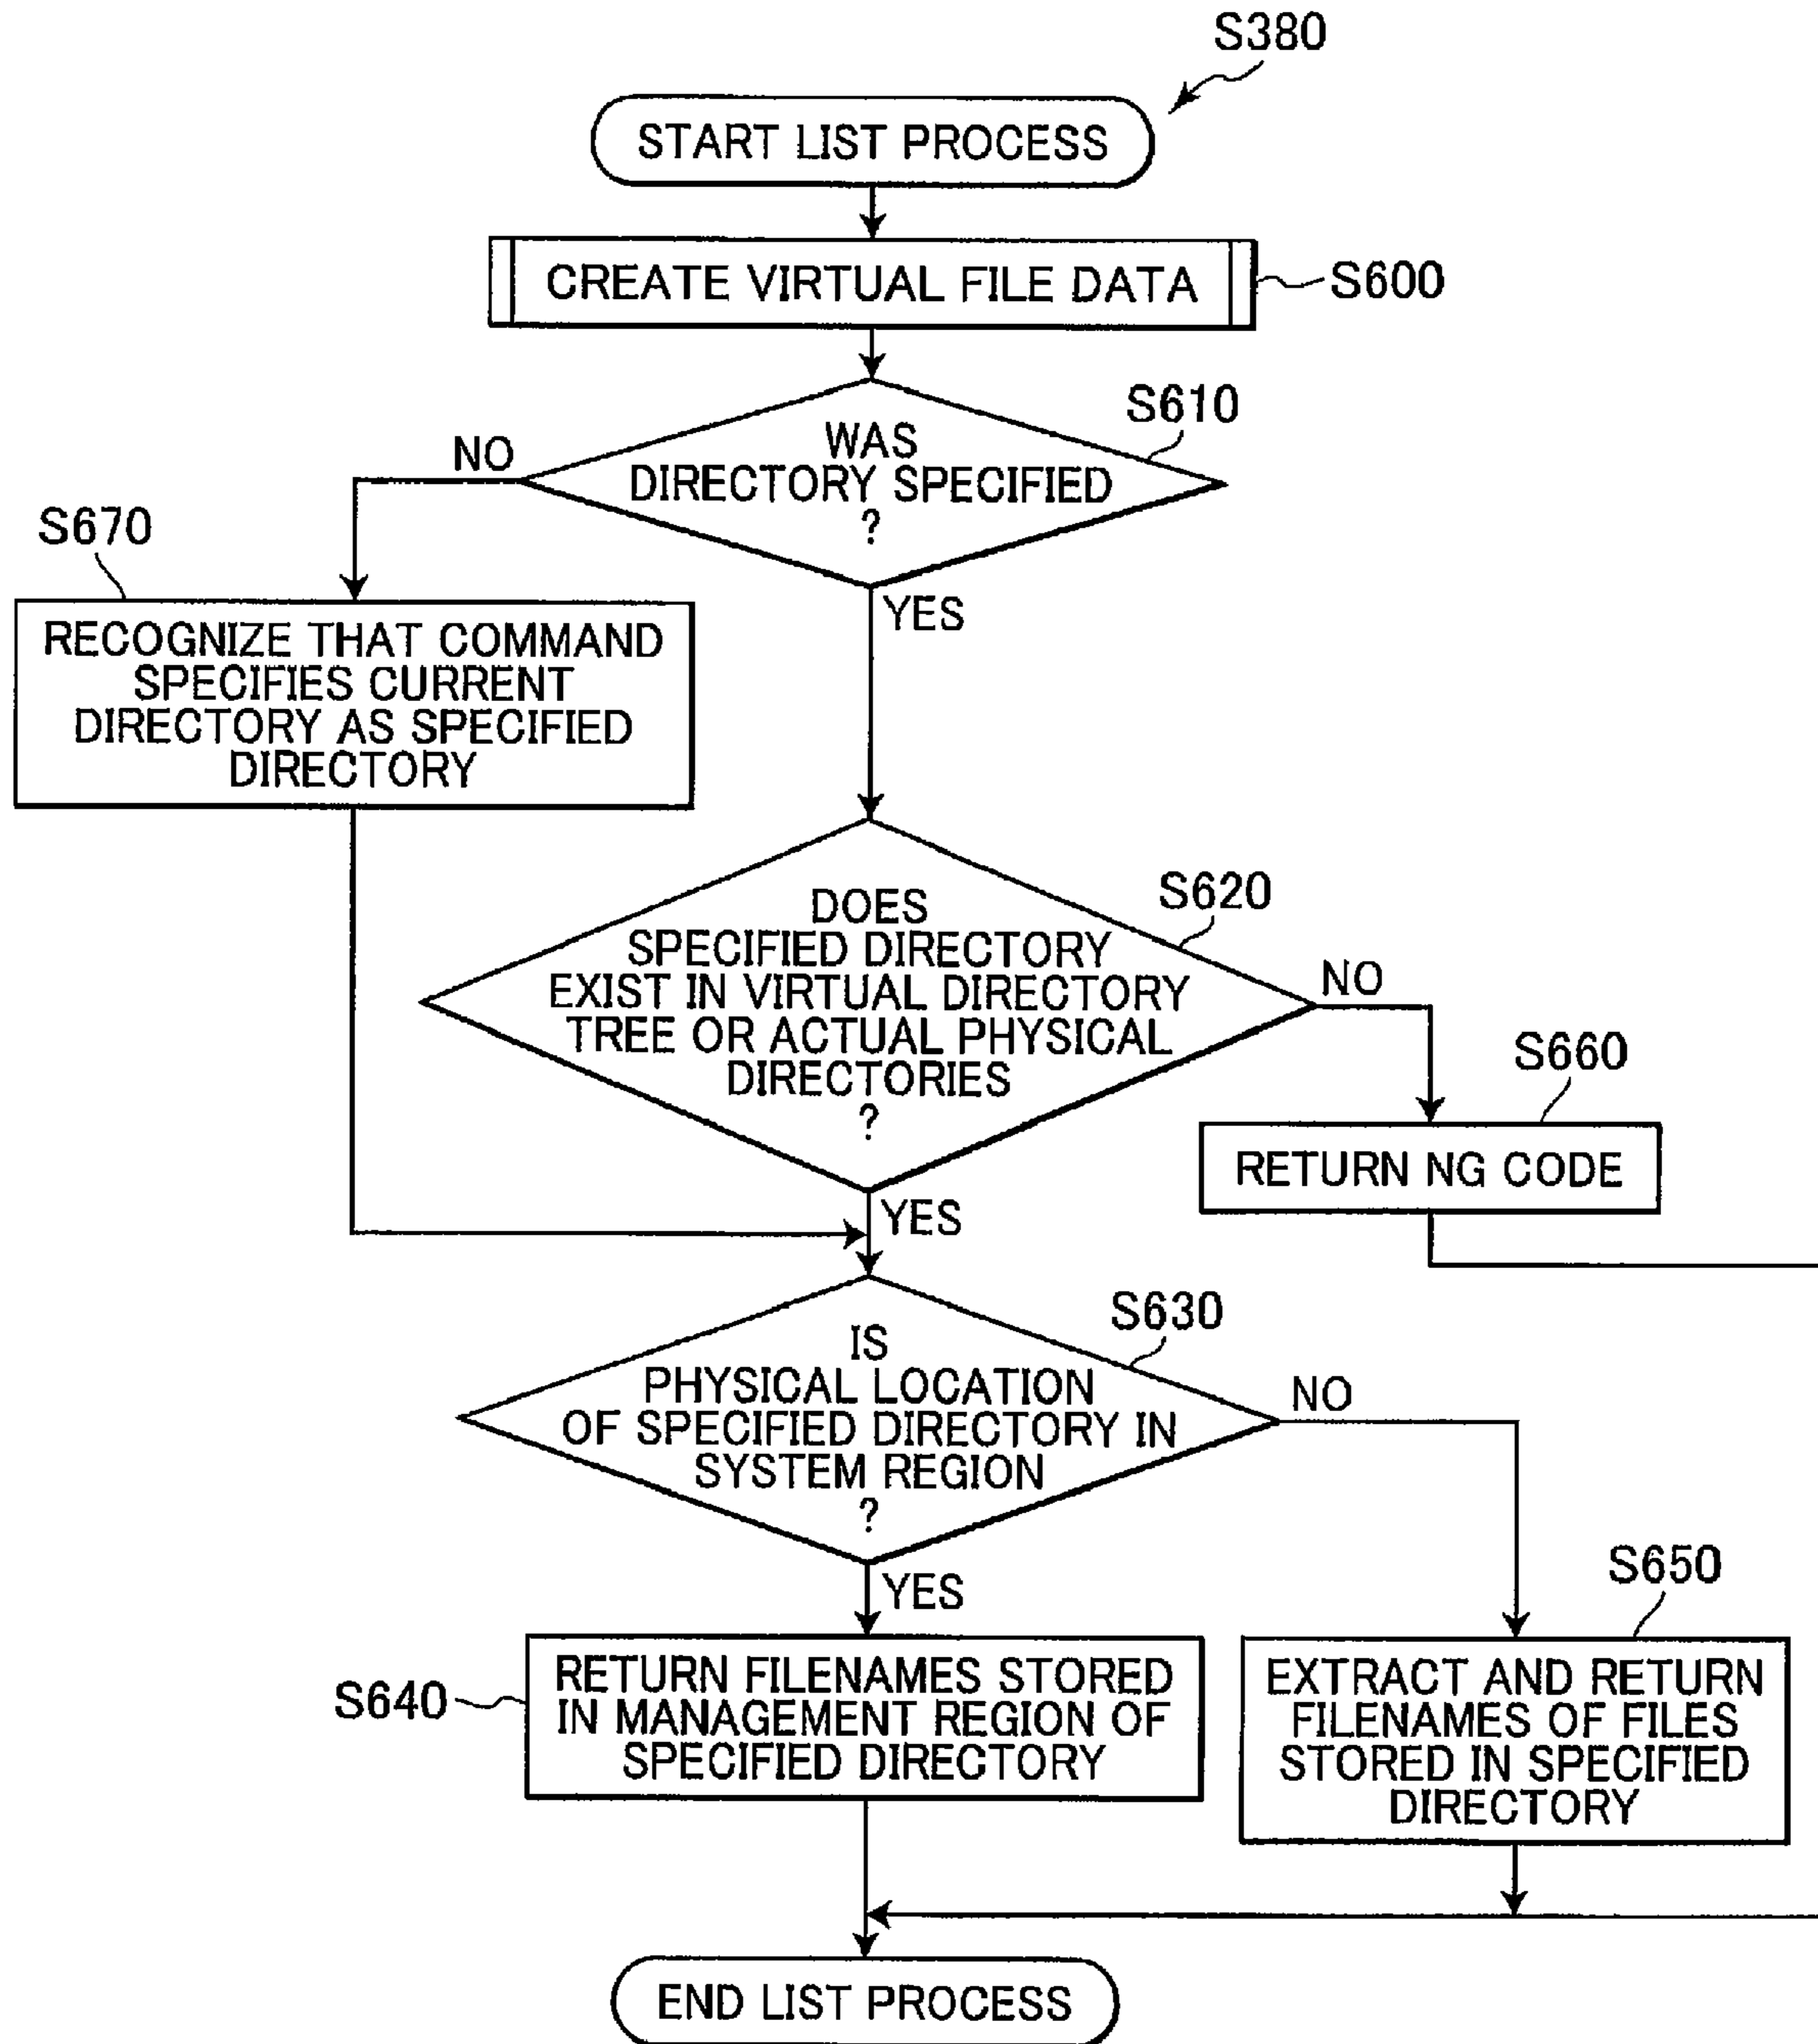 S380
START LIST PROCESS
CREATE VIRTUAL FILE DATA
S600
S610
WAS
DIRECTORY SPECIFIED
?
NO
YES
S670
RECOGNIZE THAT COMMAND
SPECIFIES CURRENT
DIRECTORY AS SPECIFIED
DIRECTORY
S620
DOES
SPECIFIED DIRECTORY
EXIST IN VIRTUAL DIRECTORY
TREE OR ACTUAL PHYSICAL
DIRECTORIES
?
NO
YES
S660
RETURN NG CODE
S630
IS
PHYSICAL LOCATION
OF SPECIFIED DIRECTORY IN
SYSTEM REGION
?
NO
YES
S640
RETURN FILENAMES STORED
IN MANAGEMENT REGION OF
SPECIFIED DIRECTORY
S650
EXTRACT AND RETURN
FILENAMES OF FILES
STORED IN SPECIFIED
DIRECTORY
END LIST PROCESS